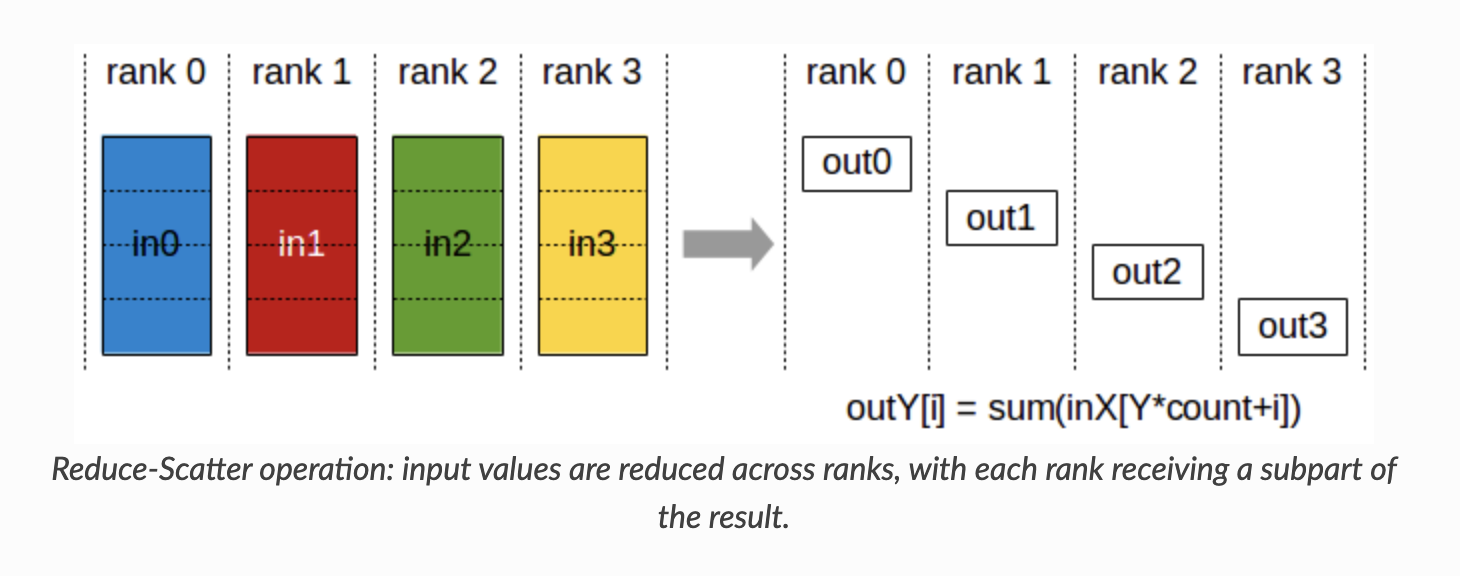 rank 0 rank 1 rank 2 rank 3 rank 0 rank 1 rank 2 rank 3
out0
out1
in0 in1 in2 in3
out2
out3
outY[i] = sum(inX[Y*count+i])
Reduce-Scatter operation: input values are reduced across ranks, with each rank receiving a subpart of
the result.